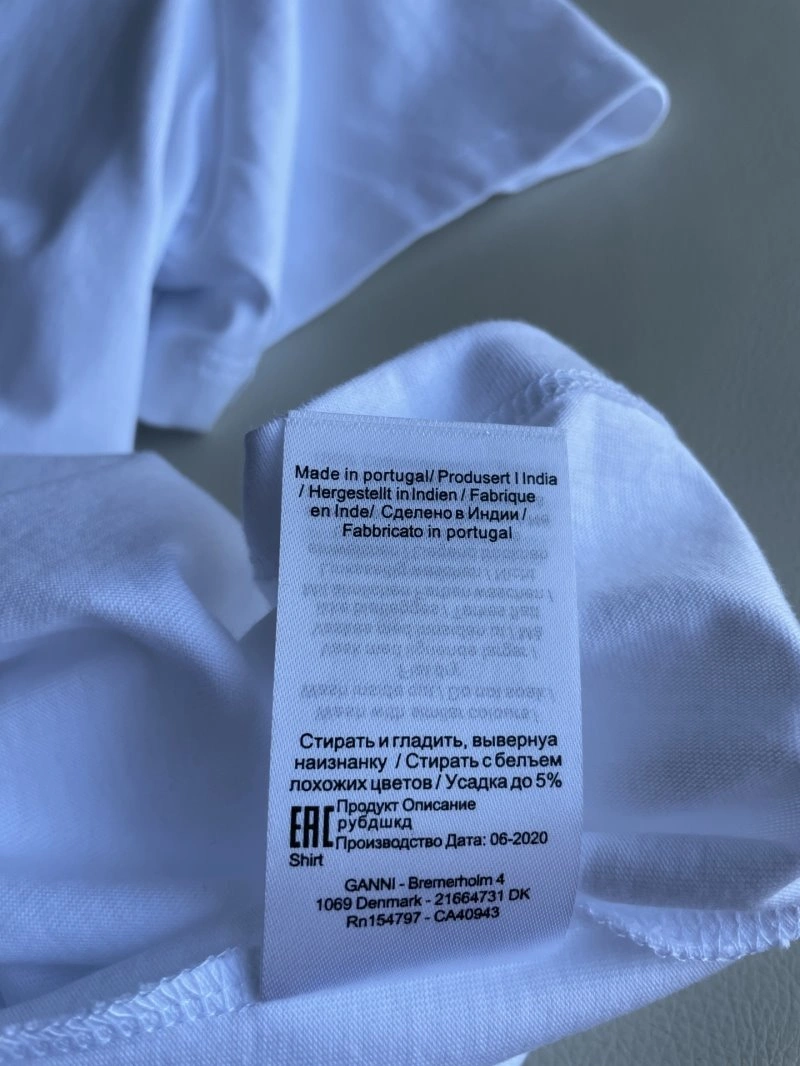 Made in portugal/ Produsert I India
/ Hergestellt in Indien / Fabrique
en Inde/ Сделено в Индии /
Fabbricato in portugal
Стирать и гладить, вывернуа
наизнанку / Стирать с бельем
лохожих цветов / Усадка до 5%
EAC Продукт Описание
рубдшкд
Производство Дата: 06-2020
Shirt
GANNI - Bremerholm 4
1069 Denmark - 21664731 DK
Rn154797 - CA40943